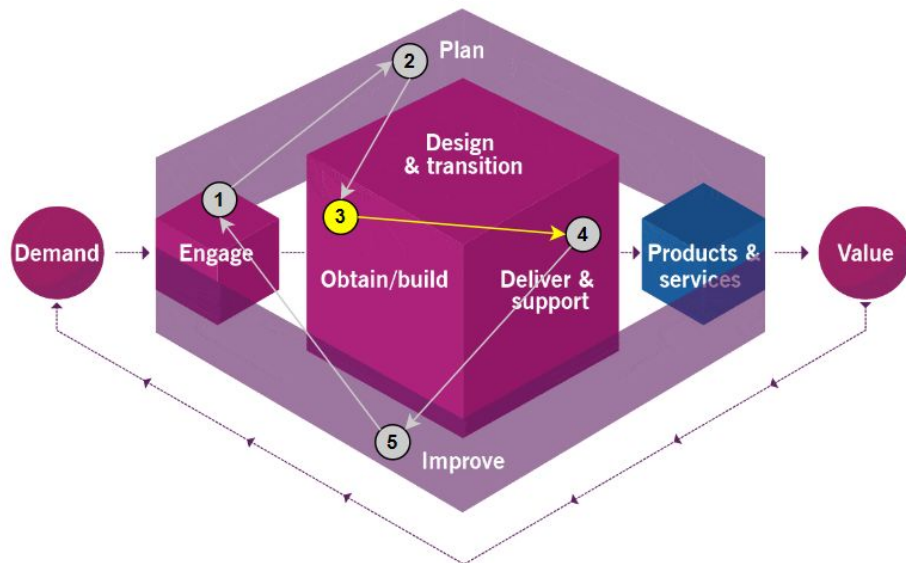 2
Plan
Design
& transition
1
3
4
Demand
Engage
Obtain/build
Deliver &
support
Products &
services
Value
5
Improve